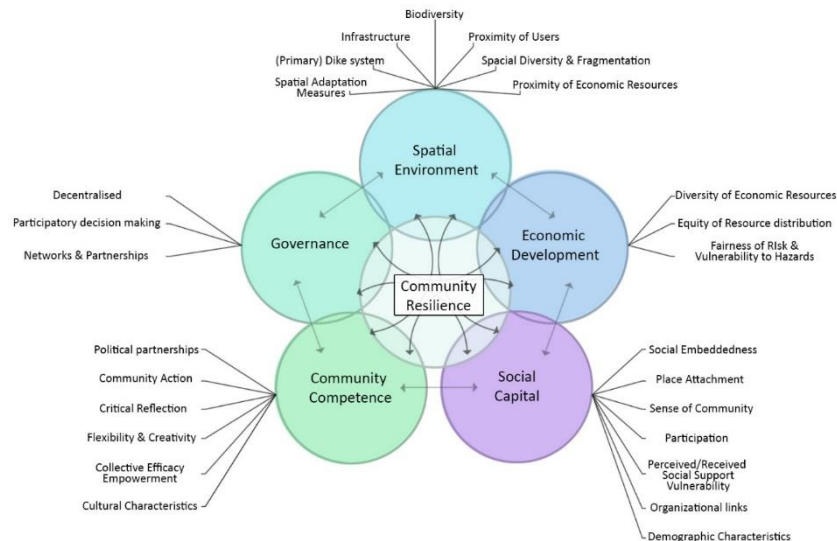 Biodiversity
Infrastructure
Proximity of Users
(Primary) Dike system
Spacial Diversity & Fragmentation
Spatial Adaptation
Measures
Proximity of Economic Resources
Spatial
Environment
Decentralised
Participatory decision making
Networks & Partnerships
Governance
Economic
Development
Diversity of Economic Resources
Equity of Resource distribution
Fairness of RIsk &
Vulnerability to Hazards
Community
Resilience
Political partnerships
Community Action
Critical Reflection
Flexibility & Creativity
Collective Efficacy
Empowerment
Cultural Characteristics
Community
Competence
Social
Capital
Social Embeddedness
Place Attachment
Sense of Community
Participation
Perceived/Received
Social Support
Vulnerability
Organizational links
Demographic Characteristics